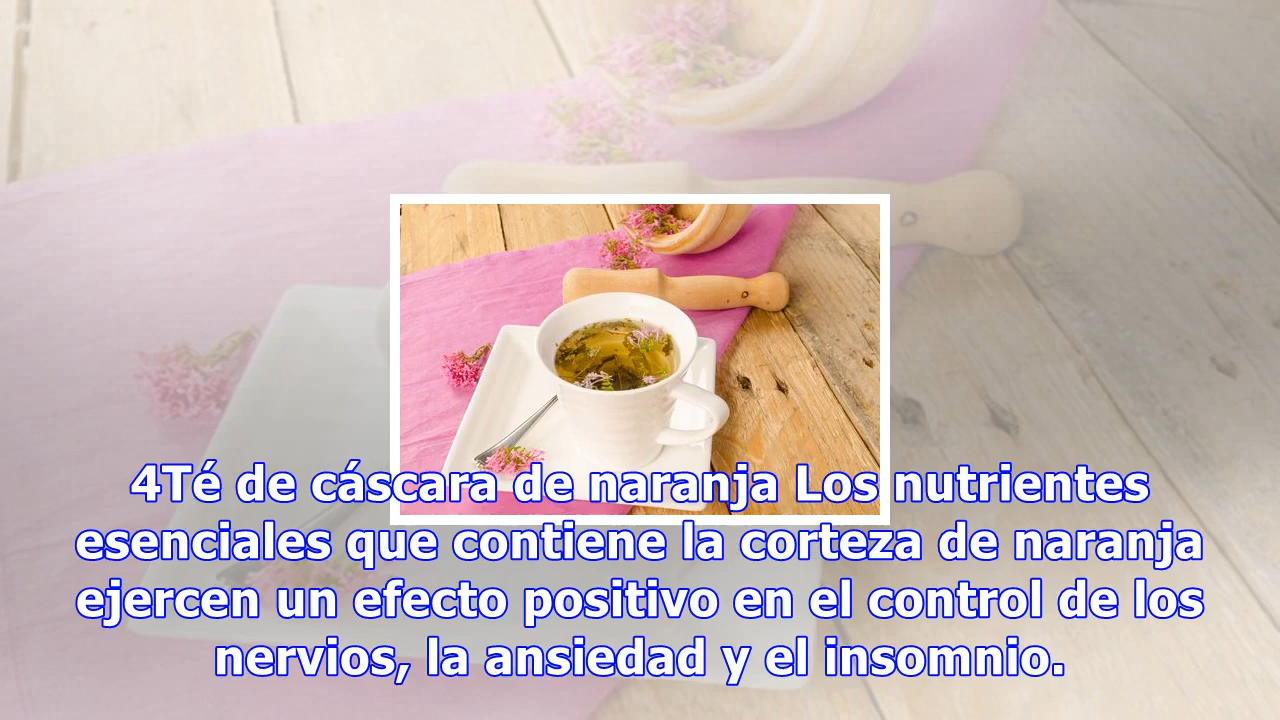 4Té de cáscara de naranja Los nutrientes
esenciales que contiene la corteza de naranja
ejercen un efecto positivo en el control de los
nervios, la ansiedad y el insomnio.